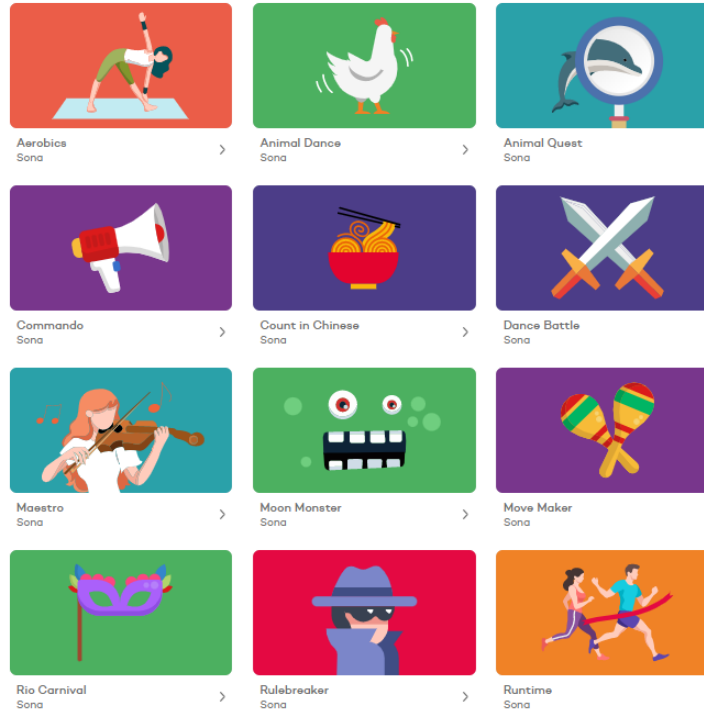 Aerobics
Sona
Animal Dance
Sona
Animal Quest
Sona
Commando
Sona
Count in Chinese
Sona
Dance Battle
Sona
Maestro
Sona
Moon Monster
Sona
Move Maker
Sona
Rio Carnival
Sona
Rulebreaker
Sona
Runtime
Sona